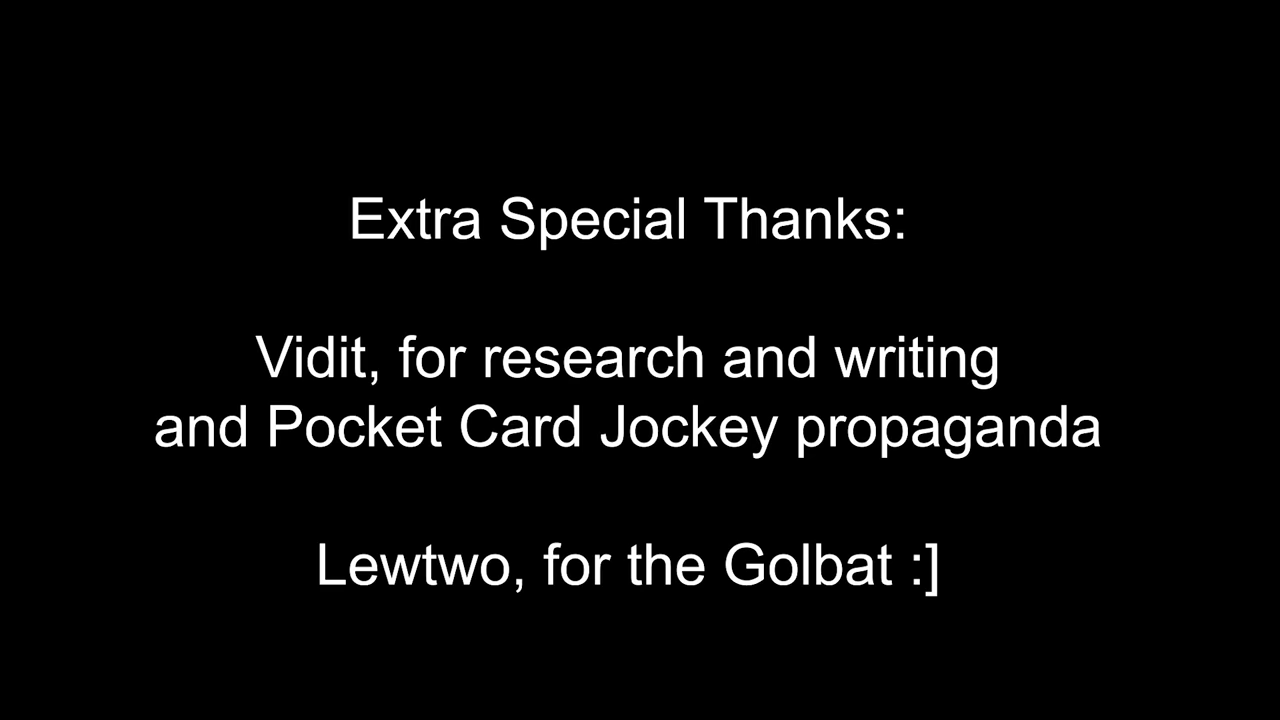 Extra Special Thanks:
Vidit, for research and writing
and Pocket Card Jockey propaganda
Lewtwo, for the Golbat :]